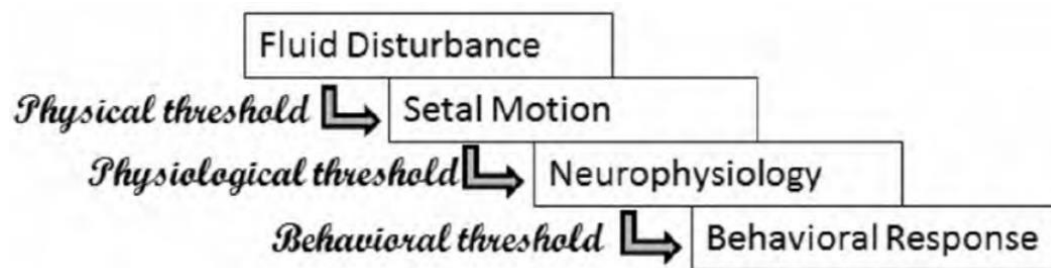 Fluid Disturbance
Physical threshold
Setal Motion
Physiological threshold
Neurophysiology
Behavioral threshold
Behavioral Response